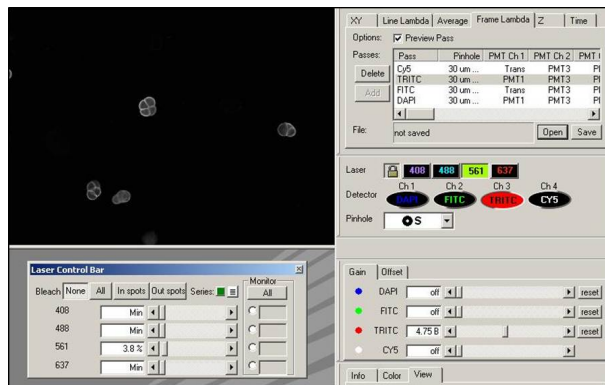 XY Line Lambda Average Frame Lambda Z Time
Options: Preview Pass
Passes:
Pass Pinhole PMT Ch 1 PMT Ch 2 PMT
Cy5 30 um ... Trans PMT3
TRITC 30 um ... PMT1 PMT3
FITC 30 um ... Trans PMT3
DAPI 30 um ... PMT1 PMT3
Delete
Add
File: not saved Open Save
Laser 408 488 561 637
Ch 1 Ch 2 Ch 3 Ch 4
Detector DAPI FITC TRITC CY5
Pinhole S
Laser Control Bar
Bleach None All In spots Out spots Series: Monitor All
408 Min
488 Min
561 3.8 %
637 Min
Gain Offset
DAPI off reset
FITC off reset
TRITC 4.75 B reset
CY5 off
Info Color View